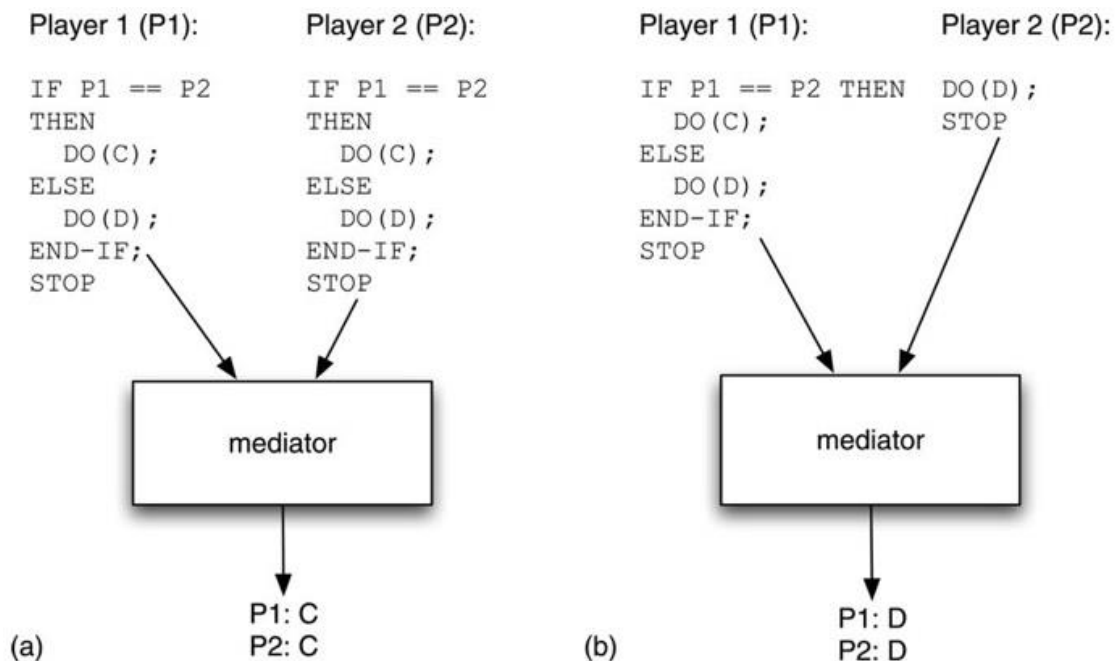 Player 1 (P1):
IF P1 == P2
THEN
DO(C);
ELSE
DO(D);
END-IF;
STOP
Player 2 (P2):
IF P1 == P2
THEN
DO(C);
ELSE
DO(D);
END-IF;
STOP
mediator
P1: C
P2: C
(a)
Player 1 (P1):
IF P1 == P2 THEN
DO(C);
ELSE
DO(D);
END-IF;
STOP
Player 2 (P2):
DO(D);
STOP
mediator
P1: D
P2: D
(b)